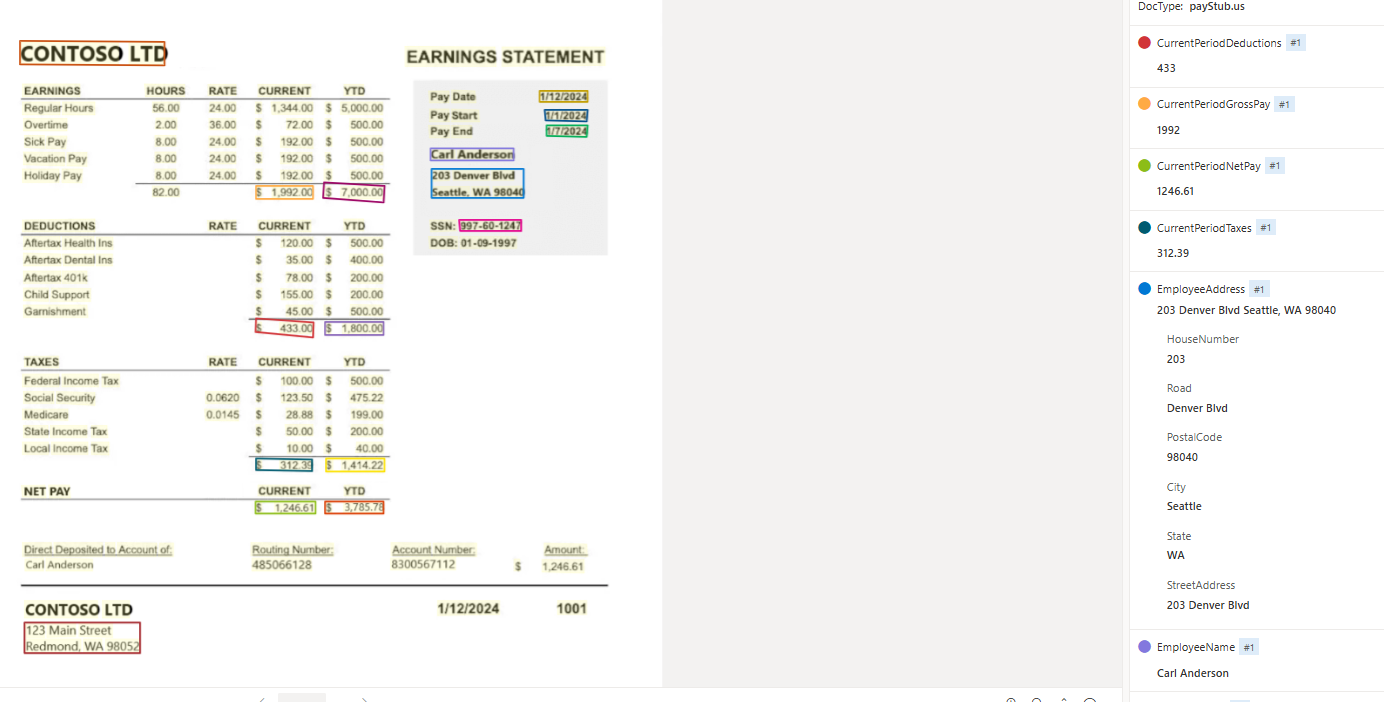 CONTOSO LTD
EARNINGS STATEMENT
EARNINGS HOURS RATE CURRENT YTD
Regular Hours 56.00 24.00 $ 1,344.00 $ 5,000.00
Overtime 2.00 36.00 $ 72.00 $ 500.00
Sick Pay 8.00 24.00 $ 192.00 $ 500.00
Vacation Pay 8.00 24.00 $ 192.00 $ 500.00
Holiday Pay 8.00 24.00 $ 192.00 $ 500.00
82.00 $ 1,992.00 $ 7,000.00
Pay Date 1/12/2024
Pay Start 1/1/2024
Pay End 1/7/2024
Carl Anderson
203 Denver Blvd
Seattle, WA 98040
SSN: 997-60-1247
DOB: 01-09-1997
DEDUCTIONS RATE CURRENT YTD
Aftertax Health Ins $ 120.00 $ 500.00
Aftertax Dental Ins $ 35.00 $ 400.00
Aftertax 401k $ 78.00 $ 200.00
Child Support $ 155.00 $ 200.00
Garnishment $ 45.00 $ 500.00
$ 433.00 $ 1,800.00
TAXES RATE CURRENT YTD
Federal Income Tax $ 100.00 $ 500.00
Social Security 0.0620 $ 123.50 $ 475.22
Medicare 0.0145 $ 28.88 $ 199.00
State Income Tax $ 50.00 $ 200.00
Local Income Tax $ 10.00 $ 40.00
$ 312.39 $ 1,414.22
NET PAY CURRENT YTD
$ 1,246.61 $ 3,785.78
Direct Deposited to Account of: Routing Number: Account Number: Amount:
Carl Anderson 485066128 8300567112 $ 1,246.61
CONTOSO LTD 1/12/2024 1001
123 Main Street
Redmond, WA 98052
DocType: payStub.us
CurrentPeriodDeductions #1
433
CurrentPeriodGrossPay #1
1992
CurrentPeriodNetPay #1
1246.61
CurrentPeriodTaxes #1
312.39
EmployeeAddress #1
203 Denver Blvd Seattle, WA 98040
HouseNumber
203
Road
Denver Blvd
PostalCode
98040
City
Seattle
State
WA
StreetAddress
203 Denver Blvd
EmployeeName #1
Carl Anderson